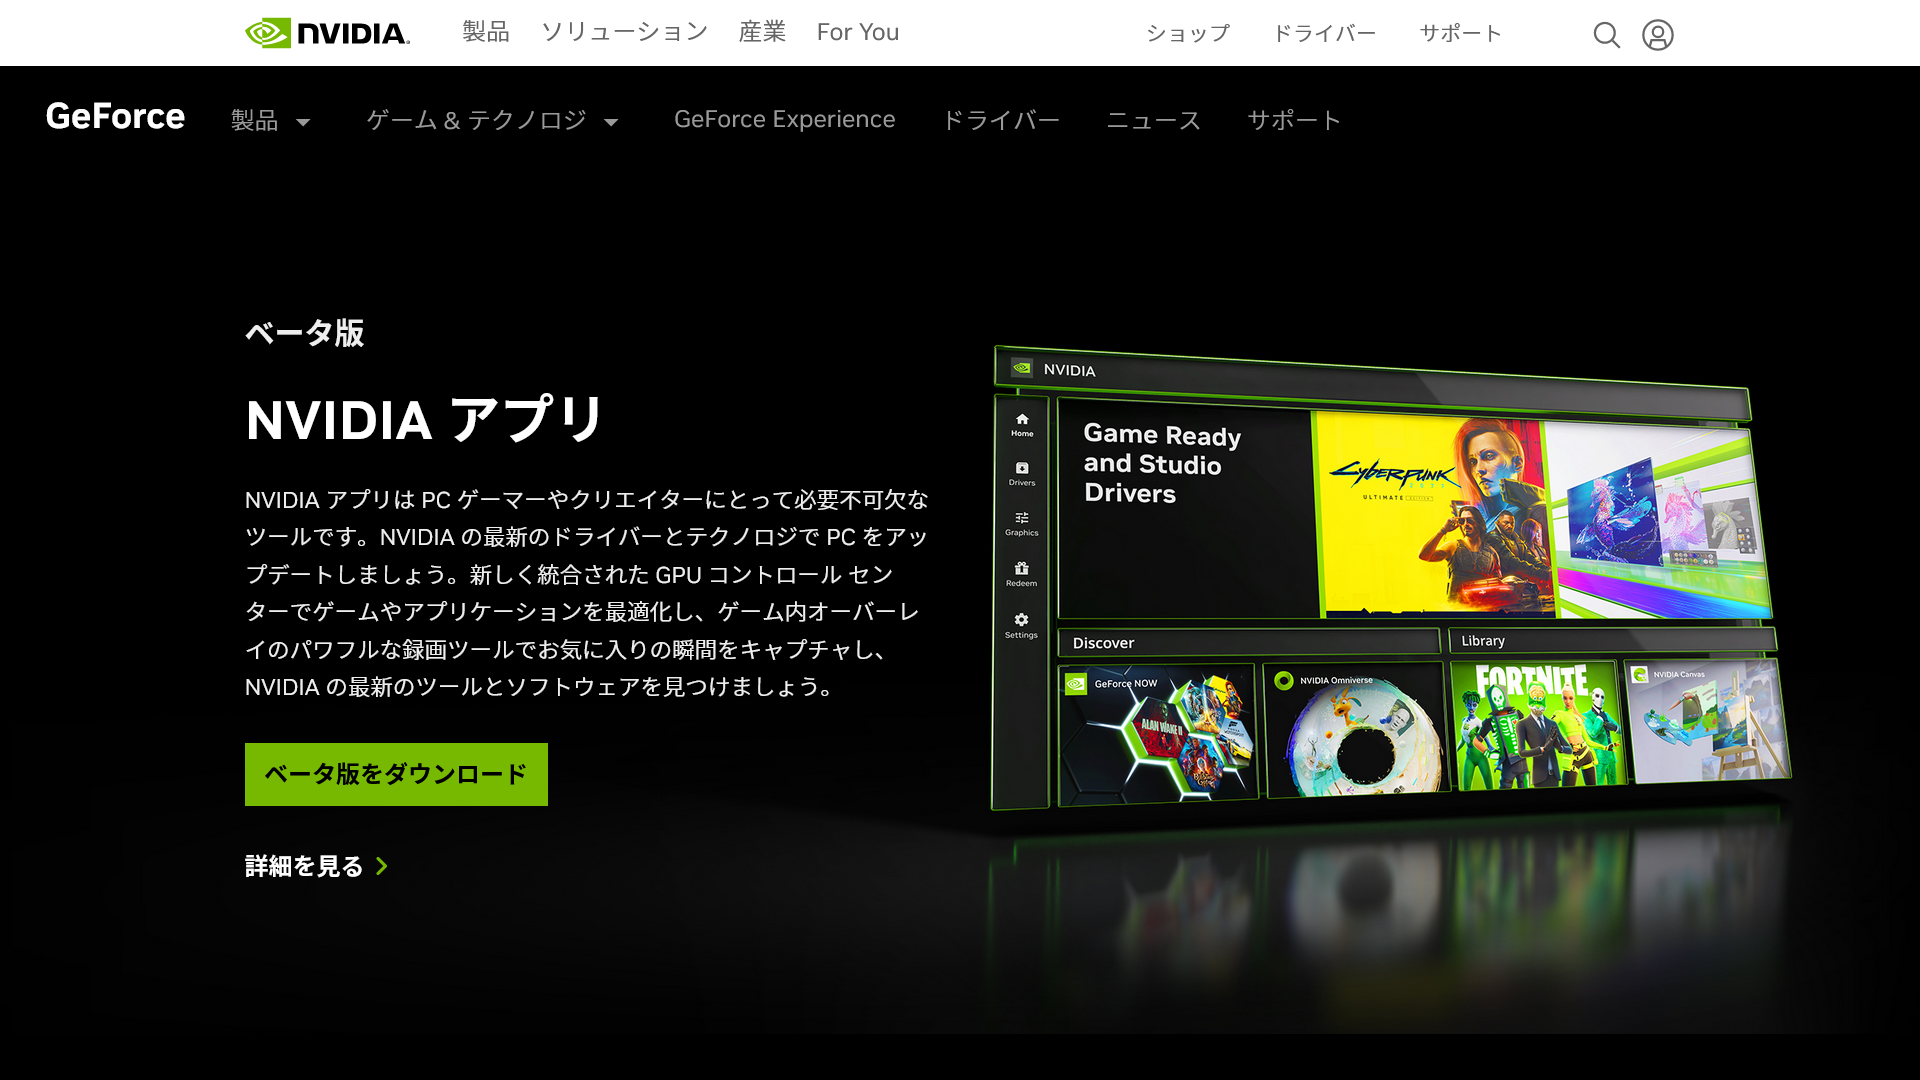 NVIDIA
製品 ソリューション 産業 For You ショップ ドライバー サポート
GeForce 製品 ゲーム & テクノロジ GeForce Experience ドライバー ニュース サポート
ベータ版
NVIDIA アプリ
NVIDIA アプリは PC ゲーマーやクリエイターにとって必要不可欠な
ツールです。NVIDIA の最新のドライバーとテクノロジで PC をアッ
プデートしましょう。新しく統合された GPU コントロール セン
ターでゲームやアプリケーションを最適化し、ゲーム内オーバーレ
イのパワフルな録画ツールでお気に入りの瞬間をキャプチャし、
NVIDIA の最新のツールとソフトウェアを見つけましょう。
ベータ版をダウンロード
詳細を見る
NVIDIA
Home
Drivers
Graphics
Redeem
Settings
Game Ready
and Studio
Drivers
CYBERPUNK
2077
ULTIMATE EDITION
Discover
Library
GeForce NOW
ALAN WAKE II
NVIDIA Omniverse
FORTNITE
NVIDIA Canvas